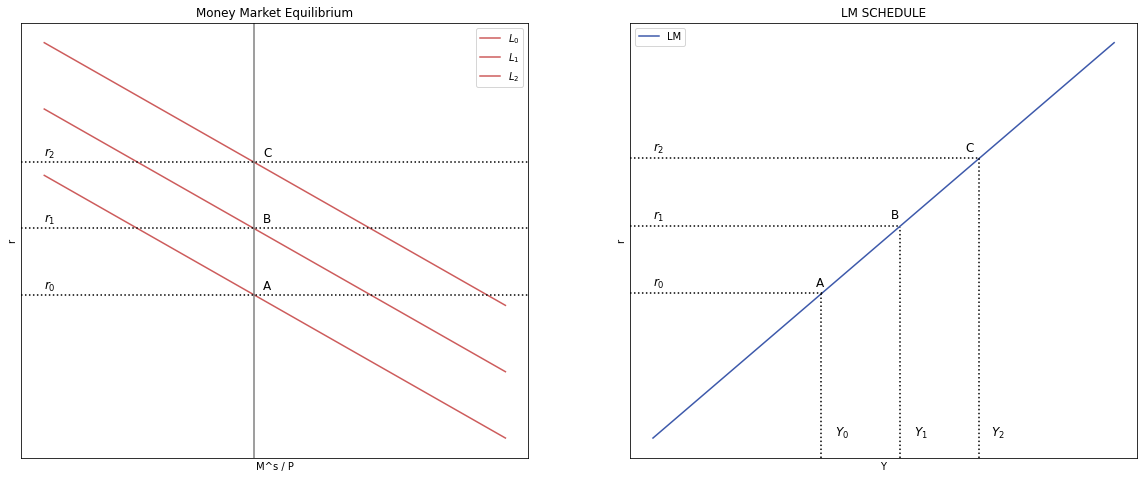 Money Market Equilibrium
L₀
L₁
L₂
r₂
C
r₁
B
r₀
A
r
M^s / P
LM SCHEDULE
LM
r₂
C
r₁
B
r₀
A
Y₀
Y₁
Y₂
r
Y